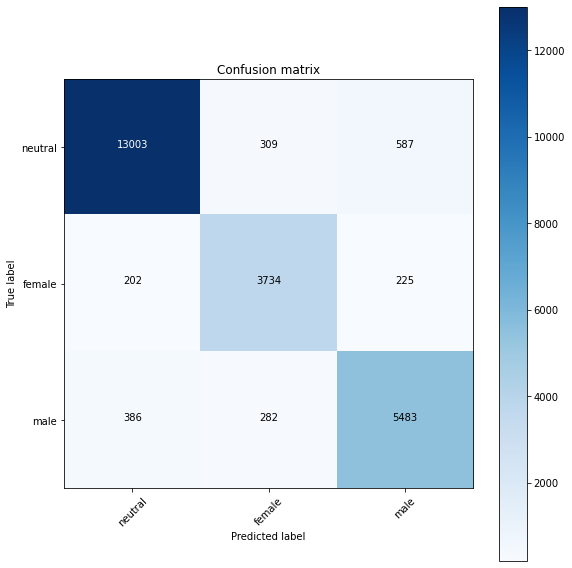 Confusion matrix
True label
neutral
13003 309 587
female
202 3734 225
male
386 282 5483
neutral female male
Predicted label
12000
10000
8000
6000
4000
2000